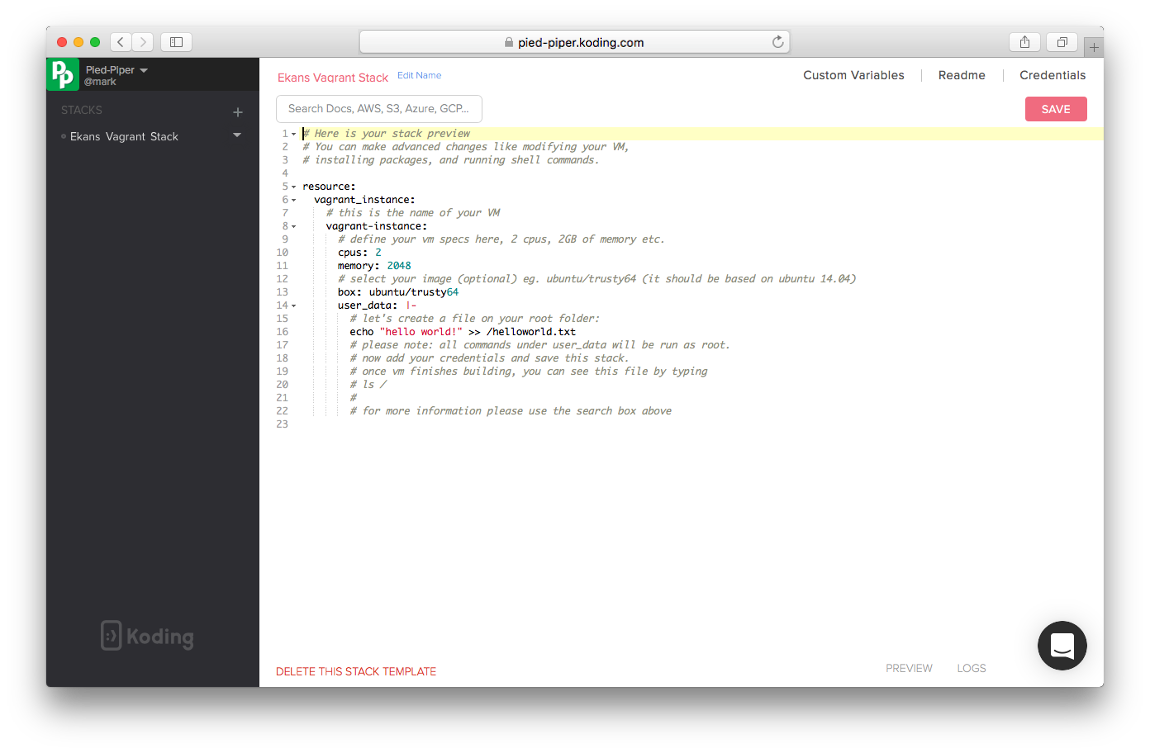 pied-piper.koding.com
Pp
Pied-Piper
@mark
STACKS
Ekans Vagrant Stack
Koding
Ekans Vagrant Stack Edit Name
Custom Variables Readme Credentials
Search Docs, AWS, S3, Azure, GCP...
SAVE
1 # Here is your stack preview
2 # You can make advanced changes like modifying your VM,
3 # installing packages, and running shell commands.
4
5 resource:
6 vagrant_instance:
7 # this is the name of your VM
8 vagrant-instance:
9 # define your vm specs here, 2 cpus, 2GB of memory etc.
10 cpus: 2
11 memory: 2048
12 # select your image (optional) eg. ubuntu/trusty64 (it should be based on ubuntu 14.04)
13 box: ubuntu/trusty64
14 user_data: |-
15 # let's create a file on your root folder:
16 echo "hello world!" >> /helloworld.txt
17 # please note: all commands under user_data will be run as root.
18 # now add your credentials and save this stack.
19 # once vm finishes building, you can see this file by typing
20 # ls /
21 #
22 # for more information please use the search box above
23
DELETE THIS STACK TEMPLATE
PREVIEW LOGS